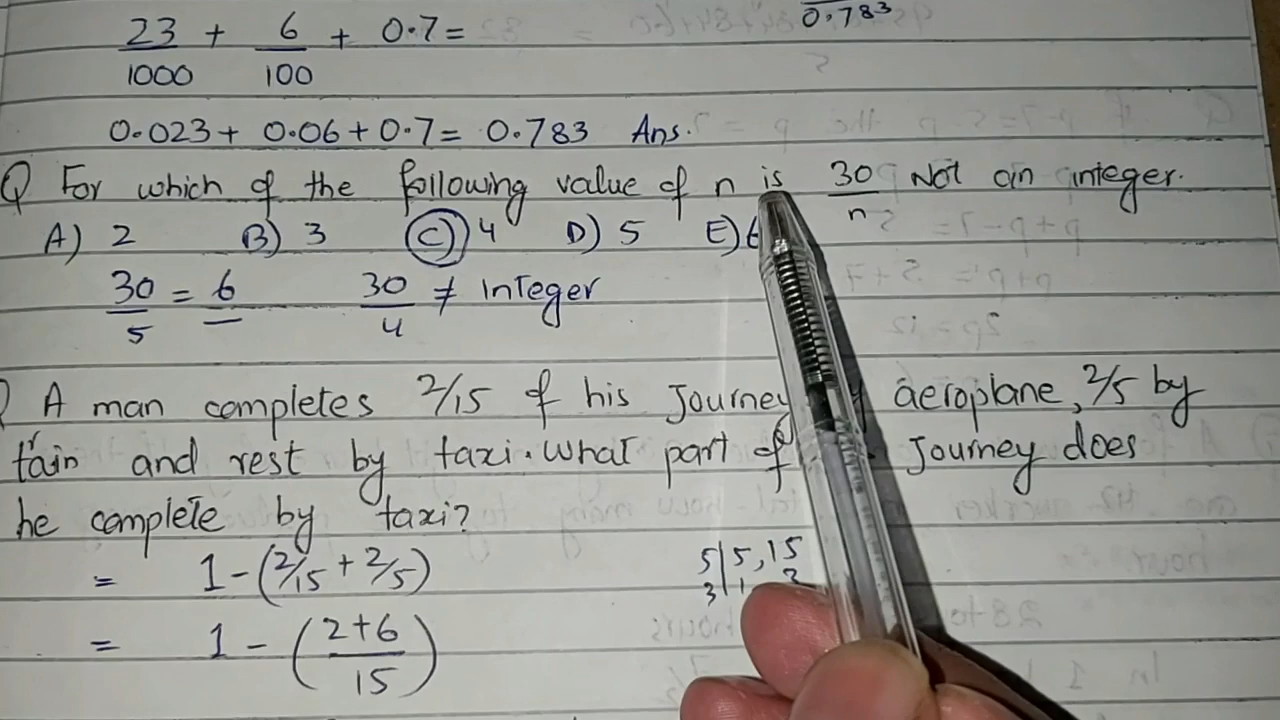 0.783
23/1000 + 6/100 + 0.7 =
0.023 + 0.06 + 0.7 = 0.783 Ans.
Q For which of the following value of n is 30/n Not an integer.
A) 2 B) 3 C) 4 D) 5 E) 6
30/5 = 6 30/4 ≠ Integer
A man completes 2/15 of his Journey aeroplane, 2/5 by
train and rest by taxi. What part of Journey does
he complete by taxi?
= 1-(2/15 + 2/5) 5|5,15
= 1 - (2+6/15) 3|1